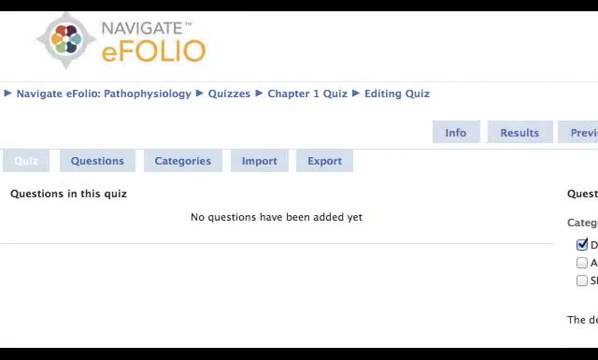 NAVIGATE™
eFOLIO
Navigate eFolio: Pathophysiology ► Quizzes ► Chapter 1 Quiz ► Editing Quiz
Info Results
Quiz Questions Categories Import Export
Questions in this quiz
No questions have been added yet
The